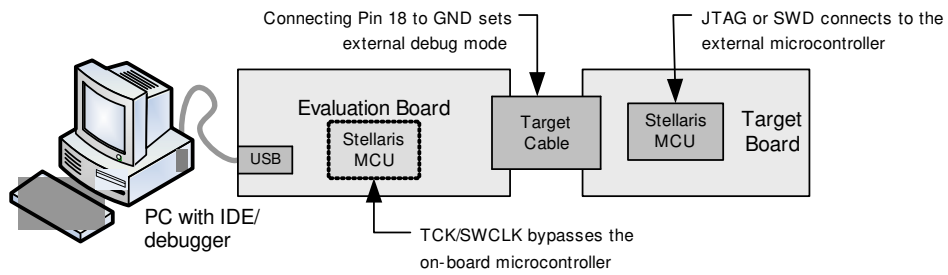 Connecting Pin 18 to GND sets
external debug mode
JTAG or SWD connects to the
external microcontroller
Evaluation Board
Stellaris
MCU
USB
Target
Cable
Stellaris
MCU
Target
Board
PC with IDE/
debugger
TCK/SWCLK bypasses the
on-board microcontroller